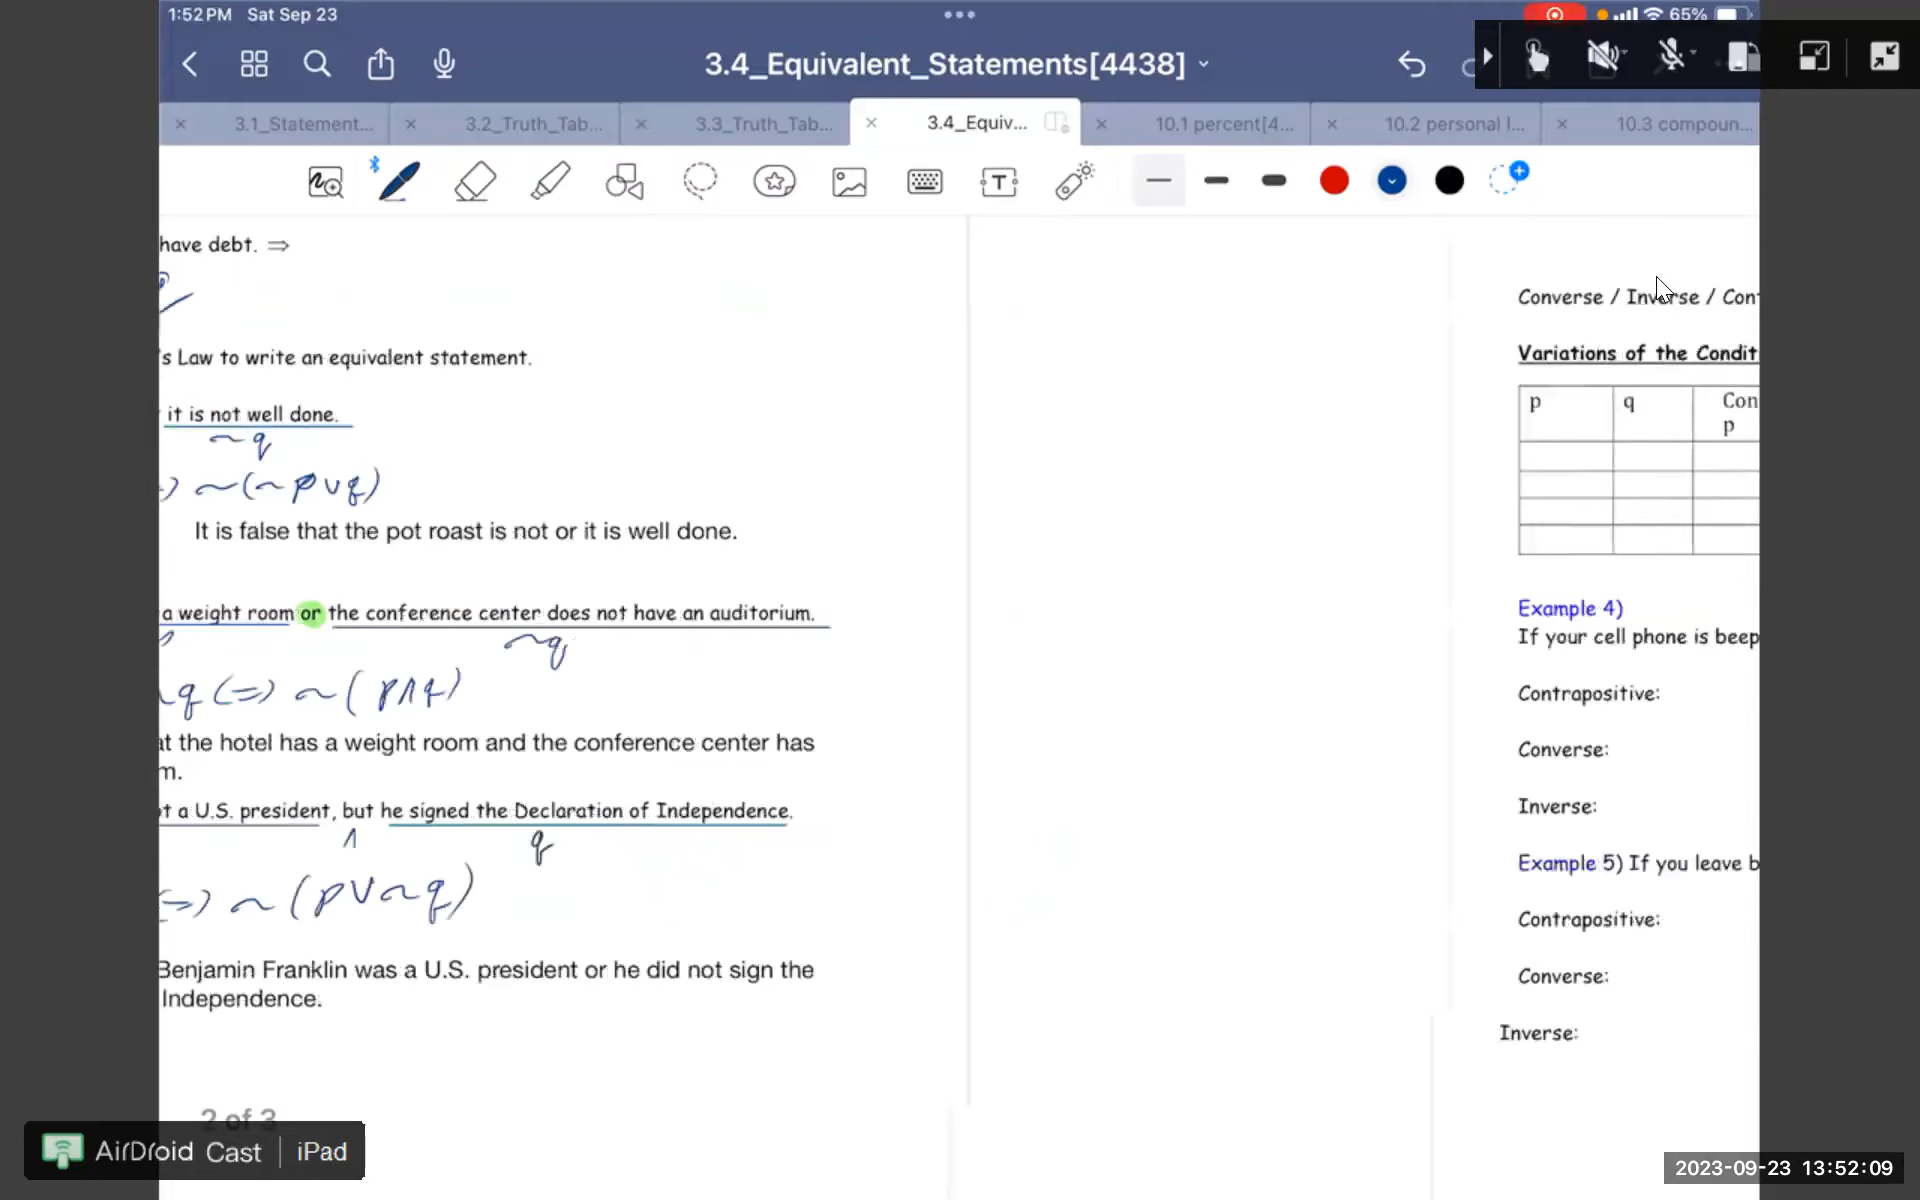 1:52 PM Sat Sep 23
65%
3.4_Equivalent_Statements[4438]
3.1_Statement...
3.2_Truth_Tab...
3.3_Truth_Tab...
3.4_Equiv...
10.1 percent[4...
10.2 personal l...
10.3 compoun...
T
have debt. ⇒
's Law to write an equivalent statement.
it is not well done.
~q
~(~p∨q)
It is false that the pot roast is not or it is well done.
a weight room or the conference center does not have an auditorium.
~q
~q (=) ~(p∧q)
at the hotel has a weight room and the conference center has
m.
t a U.S. president, but he signed the Declaration of Independence.
∧ q
=) ~(p∨~q)
Benjamin Franklin was a U.S. president or he did not sign the
Independence.
2 of 3
Converse / Inverse / Con
Variations of the Condit
p q Con
p
Example 4)
If your cell phone is beep
Contrapositive:
Converse:
Inverse:
Example 5) If you leave b
Contrapositive:
Converse:
Inverse:
AirDroid Cast | iPad
2023-09-23 13:52:09